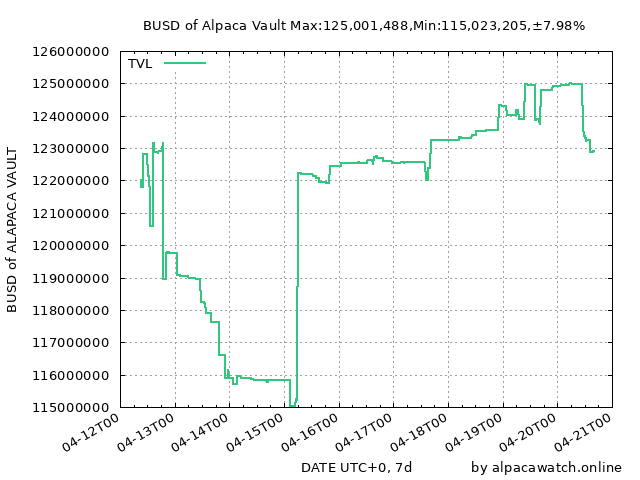 BUSD of Alpaca Vault Max:125,001,488,Min:115,023,205,±7.98%
TVL
126000000
125000000
124000000
123000000
122000000
121000000
120000000
119000000
118000000
117000000
116000000
115000000
BUSD of ALAPACA VAULT
04-12T00
04-13T00
04-14T00
04-15T00
04-16T00
04-17T00
04-18T00
04-19T00
04-20T00
04-21T00
DATE UTC+0, 7d
by alpacawatch.online